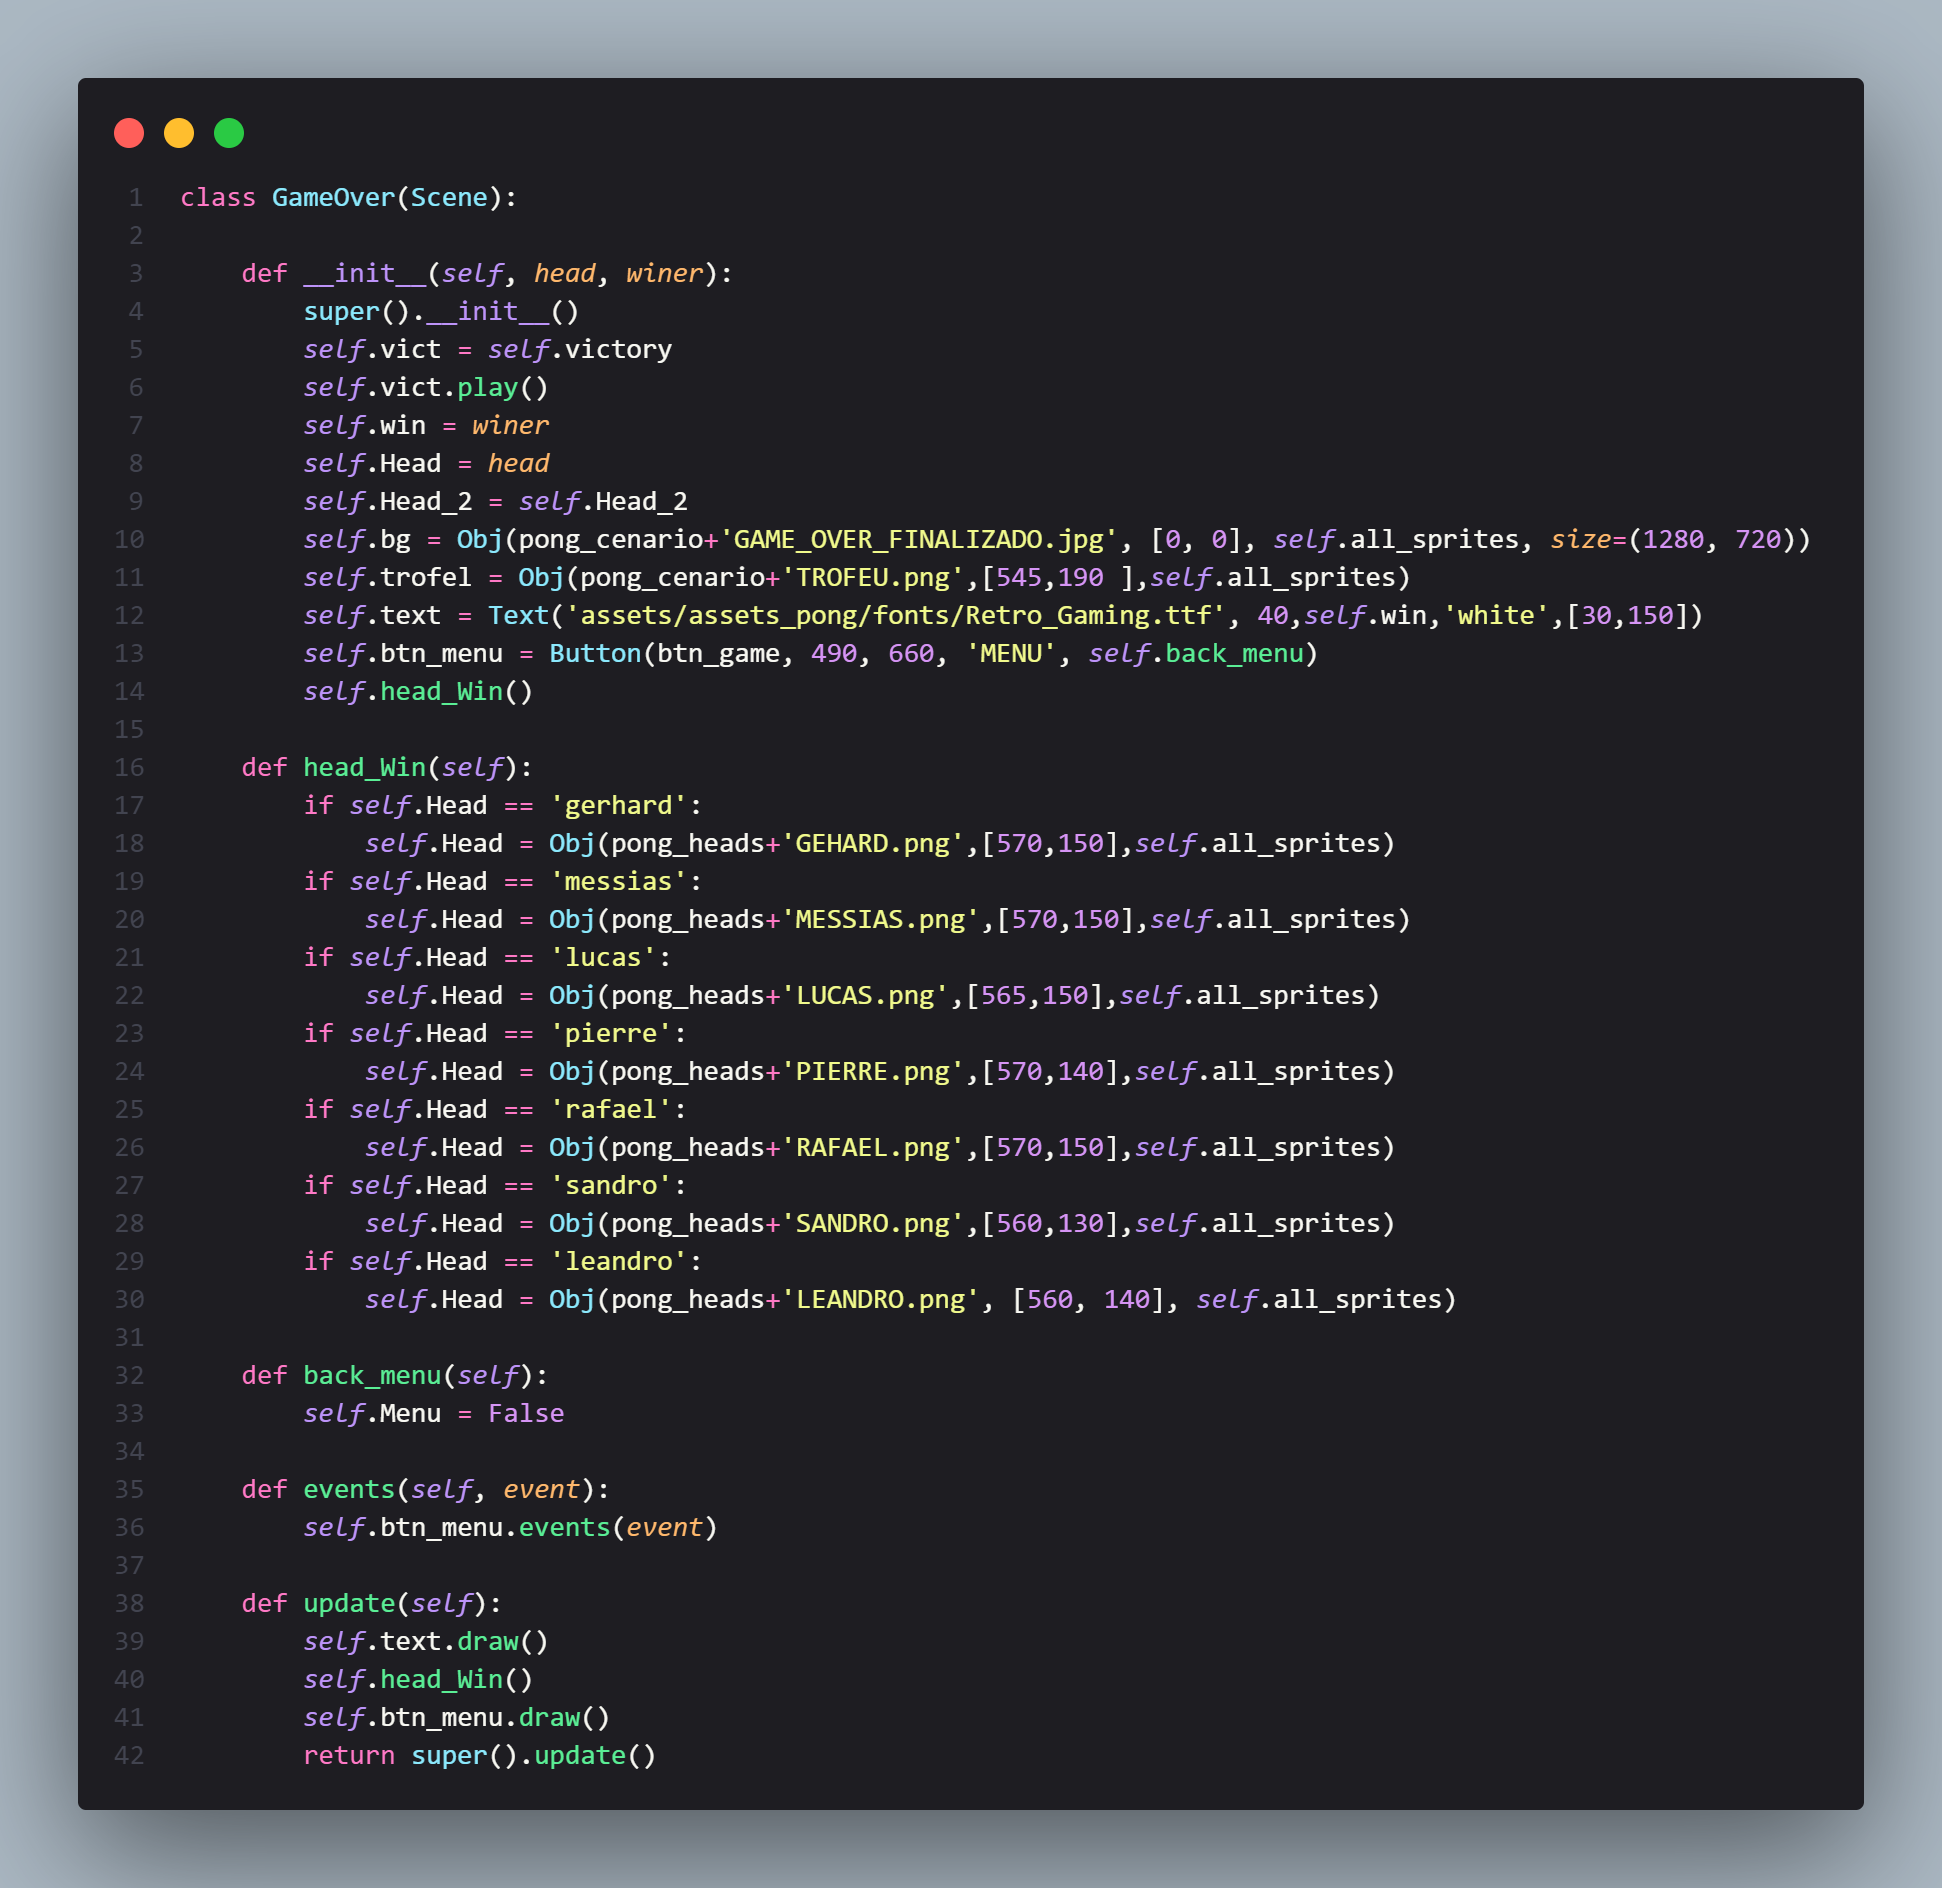 1 class GameOver(Scene):
2
3     def __init__(self, head, winer):
4         super().__init__()
5         self.vict = self.victory
6         self.vict.play()
7         self.win = winer
8         self.Head = head
9         self.Head_2 = self.Head_2
10         self.bg = Obj(pong_cenario+'GAME_OVER_FINALIZADO.jpg', [0, 0], self.all_sprites, size=(1280, 720))
11         self.trofel = Obj(pong_cenario+'TROFEU.png',[545,190 ],self.all_sprites)
12         self.text = Text('assets/assets_pong/fonts/Retro_Gaming.ttf', 40,self.win,'white',[30,150])
13         self.btn_menu = Button(btn_game, 490, 660, 'MENU', self.back_menu)
14         self.head_Win()
15
16     def head_Win(self):
17         if self.Head == 'gerhard':
18             self.Head = Obj(pong_heads+'GEHARD.png',[570,150],self.all_sprites)
19         if self.Head == 'messias':
20             self.Head = Obj(pong_heads+'MESSIAS.png',[570,150],self.all_sprites)
21         if self.Head == 'lucas':
22             self.Head = Obj(pong_heads+'LUCAS.png',[565,150],self.all_sprites)
23         if self.Head == 'pierre':
24             self.Head = Obj(pong_heads+'PIERRE.png',[570,140],self.all_sprites)
25         if self.Head == 'rafael':
26             self.Head = Obj(pong_heads+'RAFAEL.png',[570,150],self.all_sprites)
27         if self.Head == 'sandro':
28             self.Head = Obj(pong_heads+'SANDRO.png',[560,130],self.all_sprites)
29         if self.Head == 'leandro':
30             self.Head = Obj(pong_heads+'LEANDRO.png', [560, 140], self.all_sprites)
31
32     def back_menu(self):
33         self.Menu = False
34
35     def events(self, event):
36         self.btn_menu.events(event)
37
38     def update(self):
39         self.text.draw()
40         self.head_Win()
41         self.btn_menu.draw()
42         return super().update()